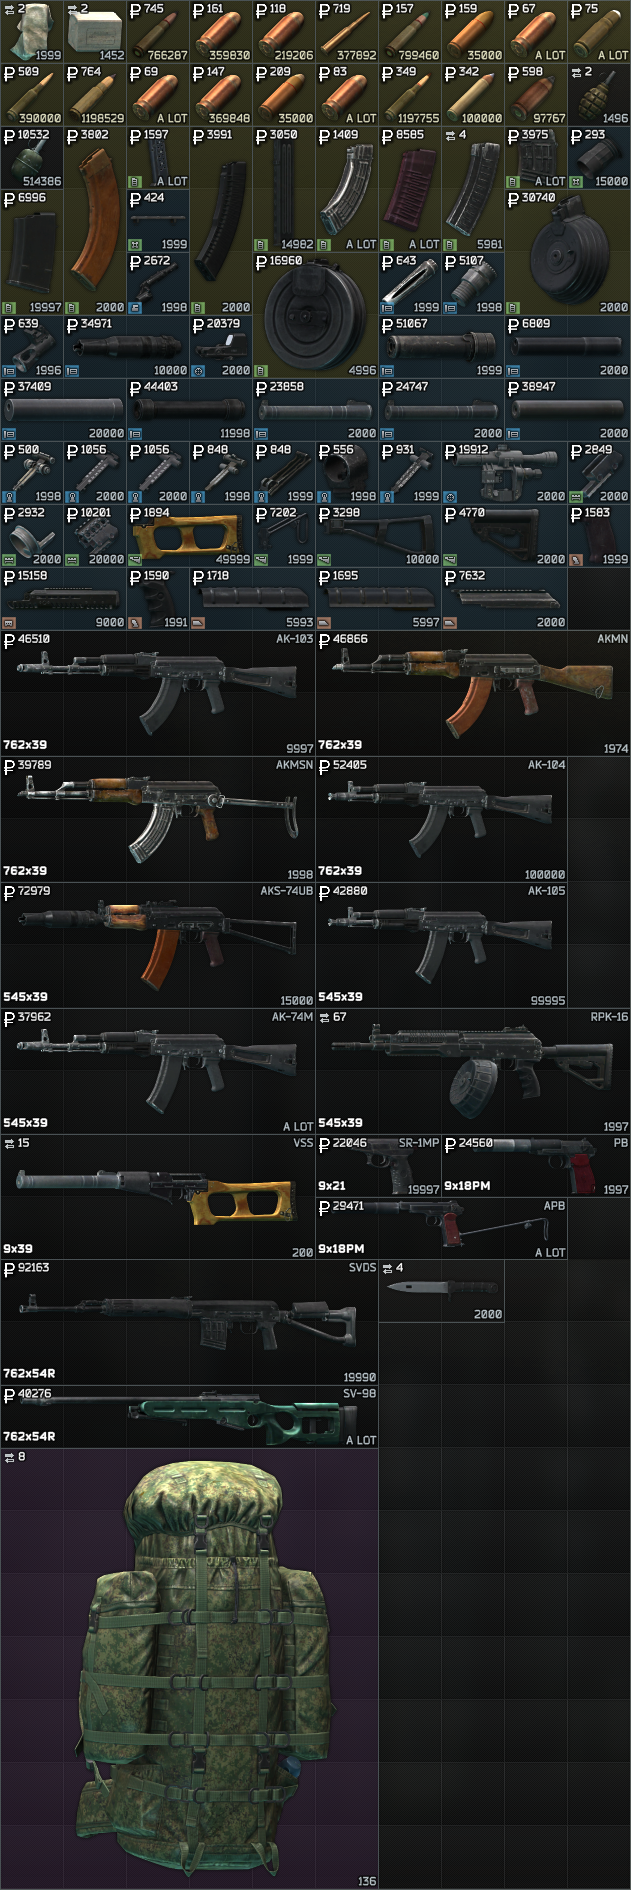 2 2 ₽745 ₽161 ₽118 ₽719 ₽157 ₽159 ₽67 ₽75
1999 1452 766287 359830 219206 377892 799460 35000 A LOT A LOT
₽509 ₽764 ₽69 ₽147 ₽209 ₽83 ₽349 ₽342 ₽598 2
390000 1198529 A LOT 369848 35000 A LOT 1197755 100000 97767 1496
₽10532 ₽3802 ₽1597 ₽3991 ₽3050 ₽1409 ₽8585 4 ₽3975 ₽293
514386 A LOT A LOT 15000
₽6996 ₽424 ₽30740
1999 14982 A LOT A LOT 5981
₽2672 ₽16960 ₽643 ₽5107
19997 2000 1998 2000 1999 1998 2000
₽639 ₽34971 ₽20379 ₽51067 ₽6809
1996 10000 2000 4996 1999 2000
₽37409 ₽44403 ₽23858 ₽24747 ₽38947
20000 11998 2000 2000 2000
₽500 ₽1056 ₽1056 ₽848 ₽848 ₽556 ₽931 ₽19912 ₽2849
1998 2000 2000 1998 1999 1998 1999 2000 2000
₽2932 ₽10201 ₽1894 ₽7202 ₽3298 ₽4770 ₽1583
2000 2000 49999 1999 10000 2000 1999
₽15158 ₽1590 ₽1718 ₽1695 ₽7632
9000 1991 5993 5997 2000
₽46510 AK-103 ₽46866 AKMN
762x39 9997 762x39 1974
₽39789 AKMSN ₽52405 AK-104
762x39 1998 762x39 100000
₽72979 AKS-74UB ₽42880 AK-105
545x39 15000 545x39 99995
₽37962 AK-74M 67 RPK-16
545x39 A LOT 545x39 1997
15 VSS ₽22046 SR-1MP ₽24560 PB
9x21 19997 9x18PM 1997
₽29471 APB
9x39 200 9x18PM A LOT
₽92163 SVDS 4
2000
762x54R 19990
₽40276 SV-98
762x54R A LOT
8
136